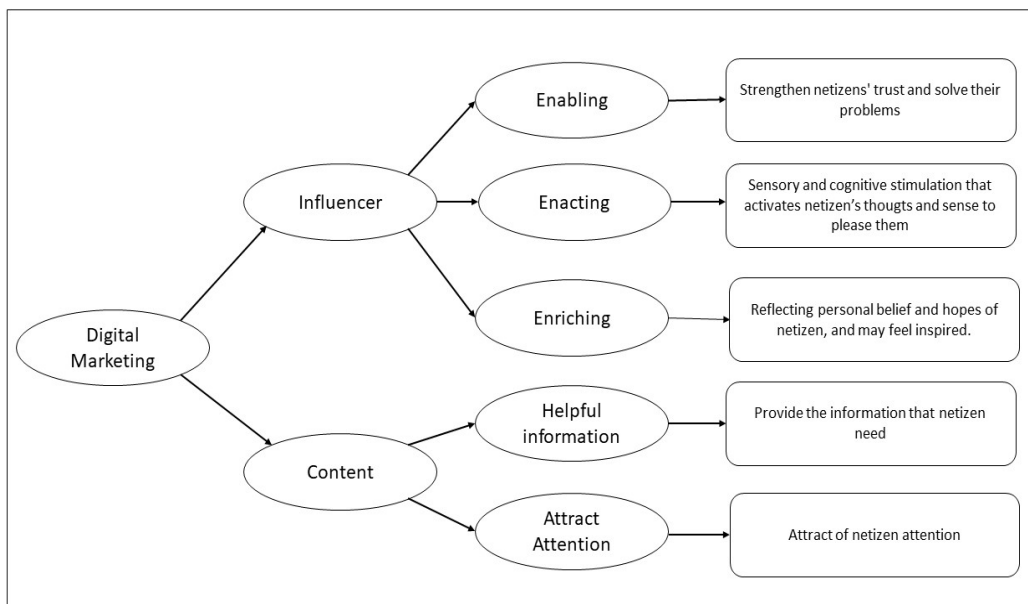 Digital
Marketing
Influencer
Content
Enabling
Enacting
Enriching
Helpful
information
Attract
Attention
Strengthen netizens' trust and solve their
problems
Sensory and cognitive stimulation that
activates netizen's thougts and sense to
please them
Reflecting personal belief and hopes of
netizen, and may feel inspired.
Provide the information that netizen
need
Attract of netizen attention